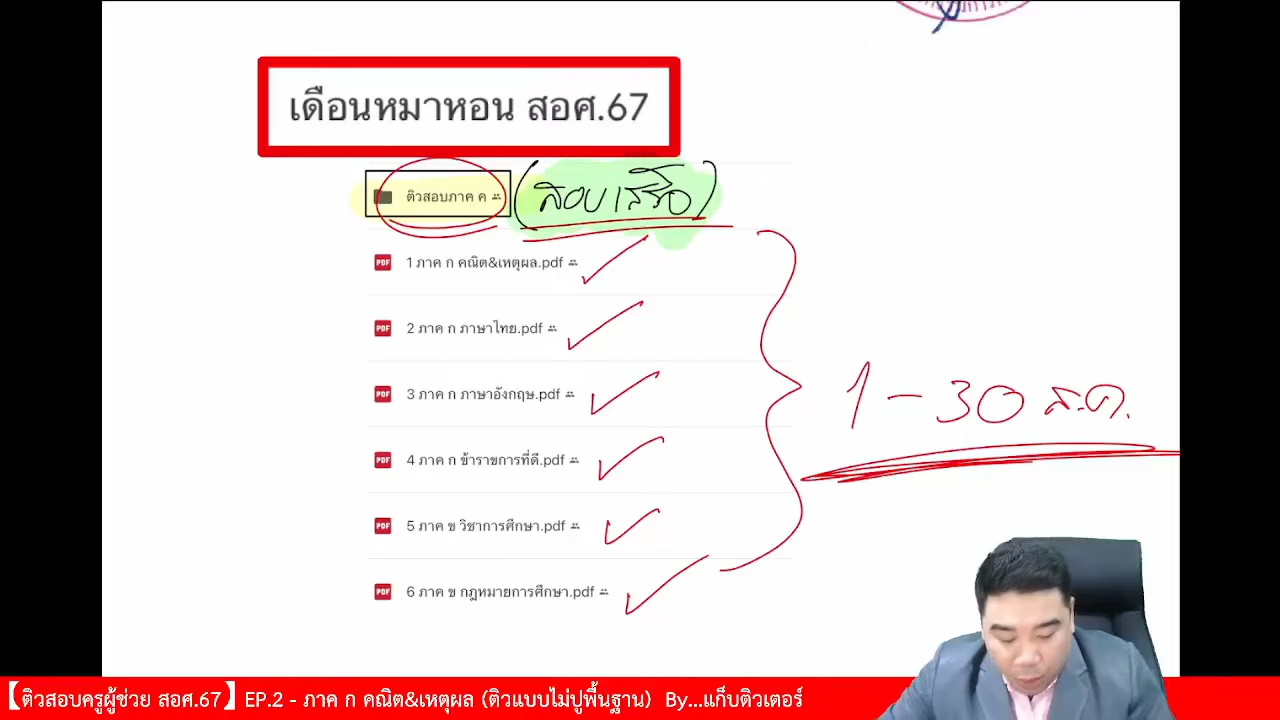 เดือนหมาหอน สอศ.67
ติวสอบภาค ค (สอบเสร็จ)
PDF 1 ภาค ก คณิต&เหตุผล.pdf
PDF 2 ภาค ก ภาษาไทย.pdf
PDF 3 ภาค ก ภาษาอังกฤษ.pdf
1 - 30 ส.ค.
PDF 4 ภาค ก ข้าราชการที่ดี.pdf
PDF 5 ภาค ข วิชาการศึกษา.pdf
PDF 6 ภาค ข กฎหมายการศึกษา.pdf
【ติวสอบครูผู้ช่วย สอศ.67】 EP.2 - ภาค ก คณิต&เหตุผล (ติวแบบไม่ปูพื้นฐาน) By...แก็บติวเตอร์